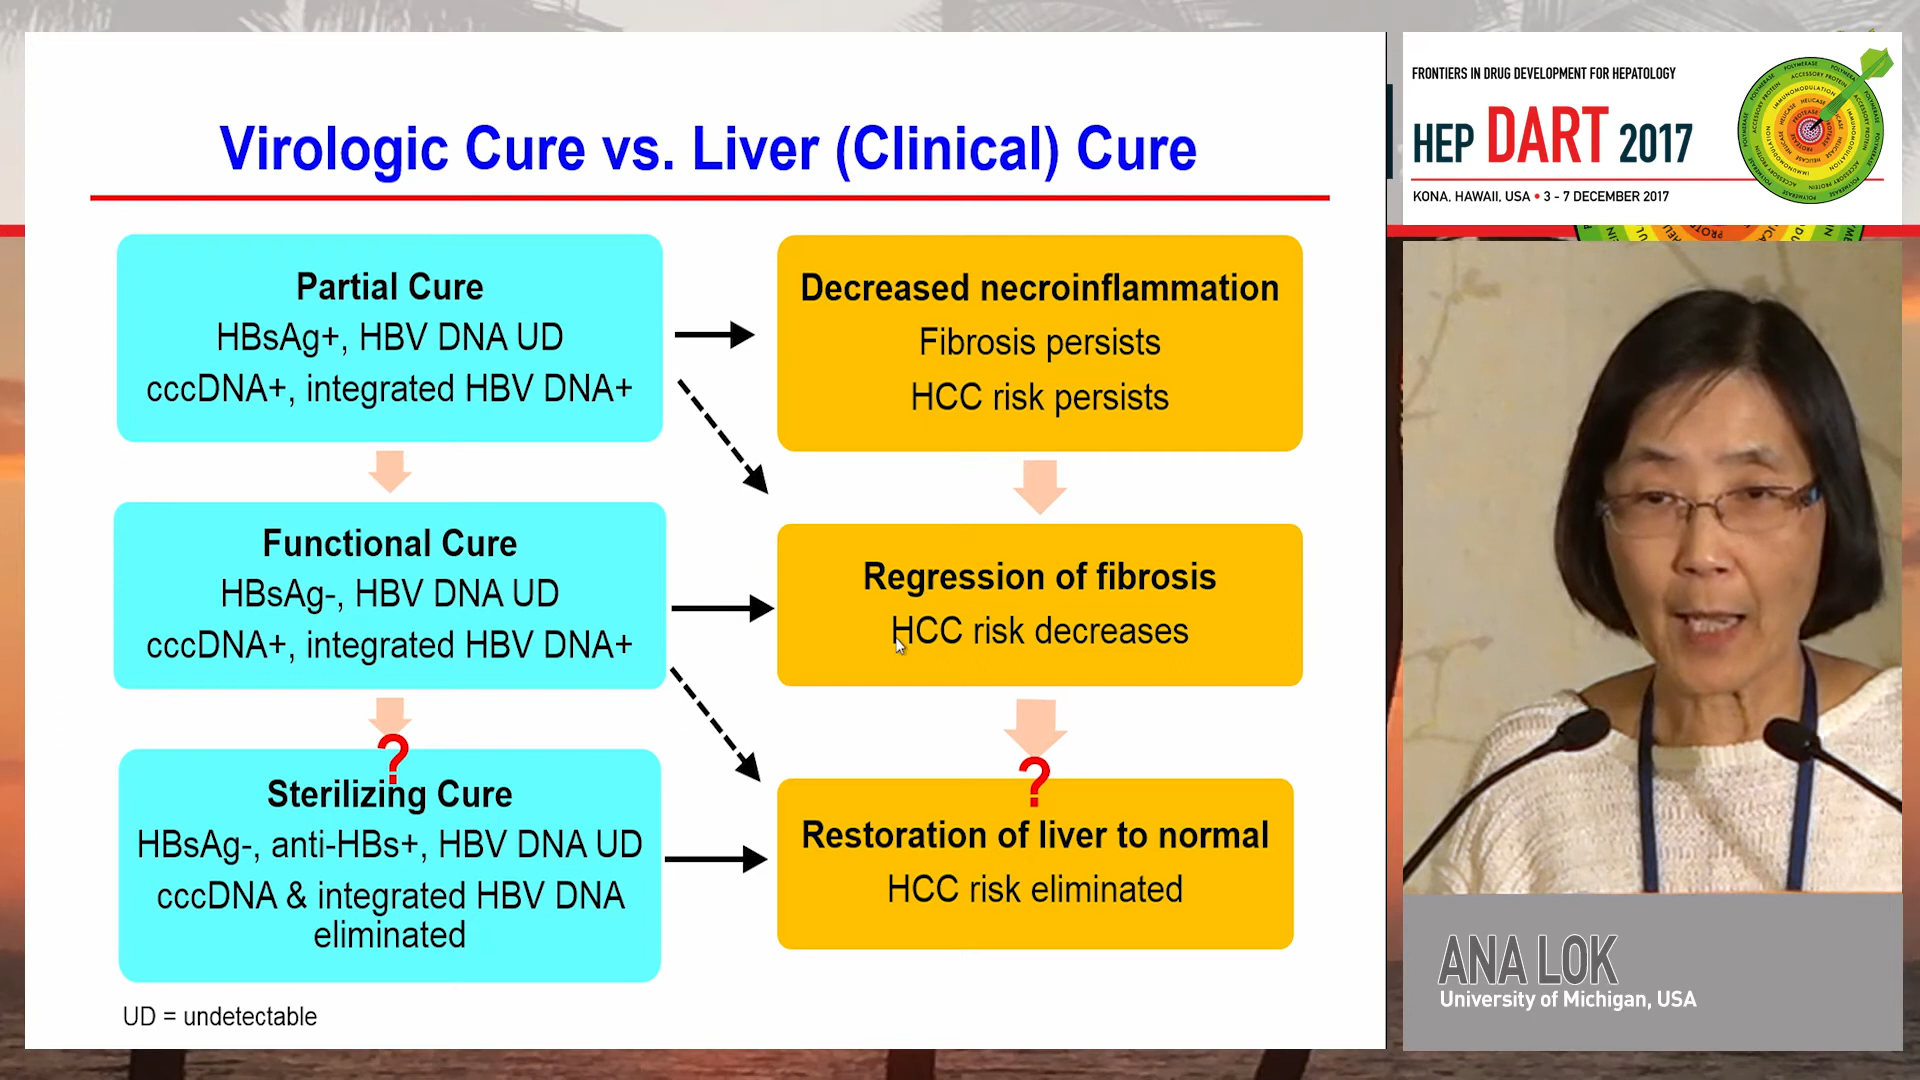 Virologic Cure vs. Liver (Clinical) Cure
Partial Cure
HBsAg+, HBV DNA UD
cccDNA+, integrated HBV DNA+
Decreased necroinflammation
Fibrosis persists
HCC risk persists
Functional Cure
HBsAg-, HBV DNA UD
cccDNA+, integrated HBV DNA+
Regression of fibrosis
HCC risk decreases
?
Sterilizing Cure
HBsAg-, anti-HBs+, HBV DNA UD
cccDNA & integrated HBV DNA
eliminated
?
Restoration of liver to normal
HCC risk eliminated
UD = undetectable
FRONTIERS IN DRUG DEVELOPMENT FOR HEPATOLOGY
HEP DART 2017
KONA, HAWAII, USA • 3 - 7 DECEMBER 2017
ANA LOK
University of Michigan, USA